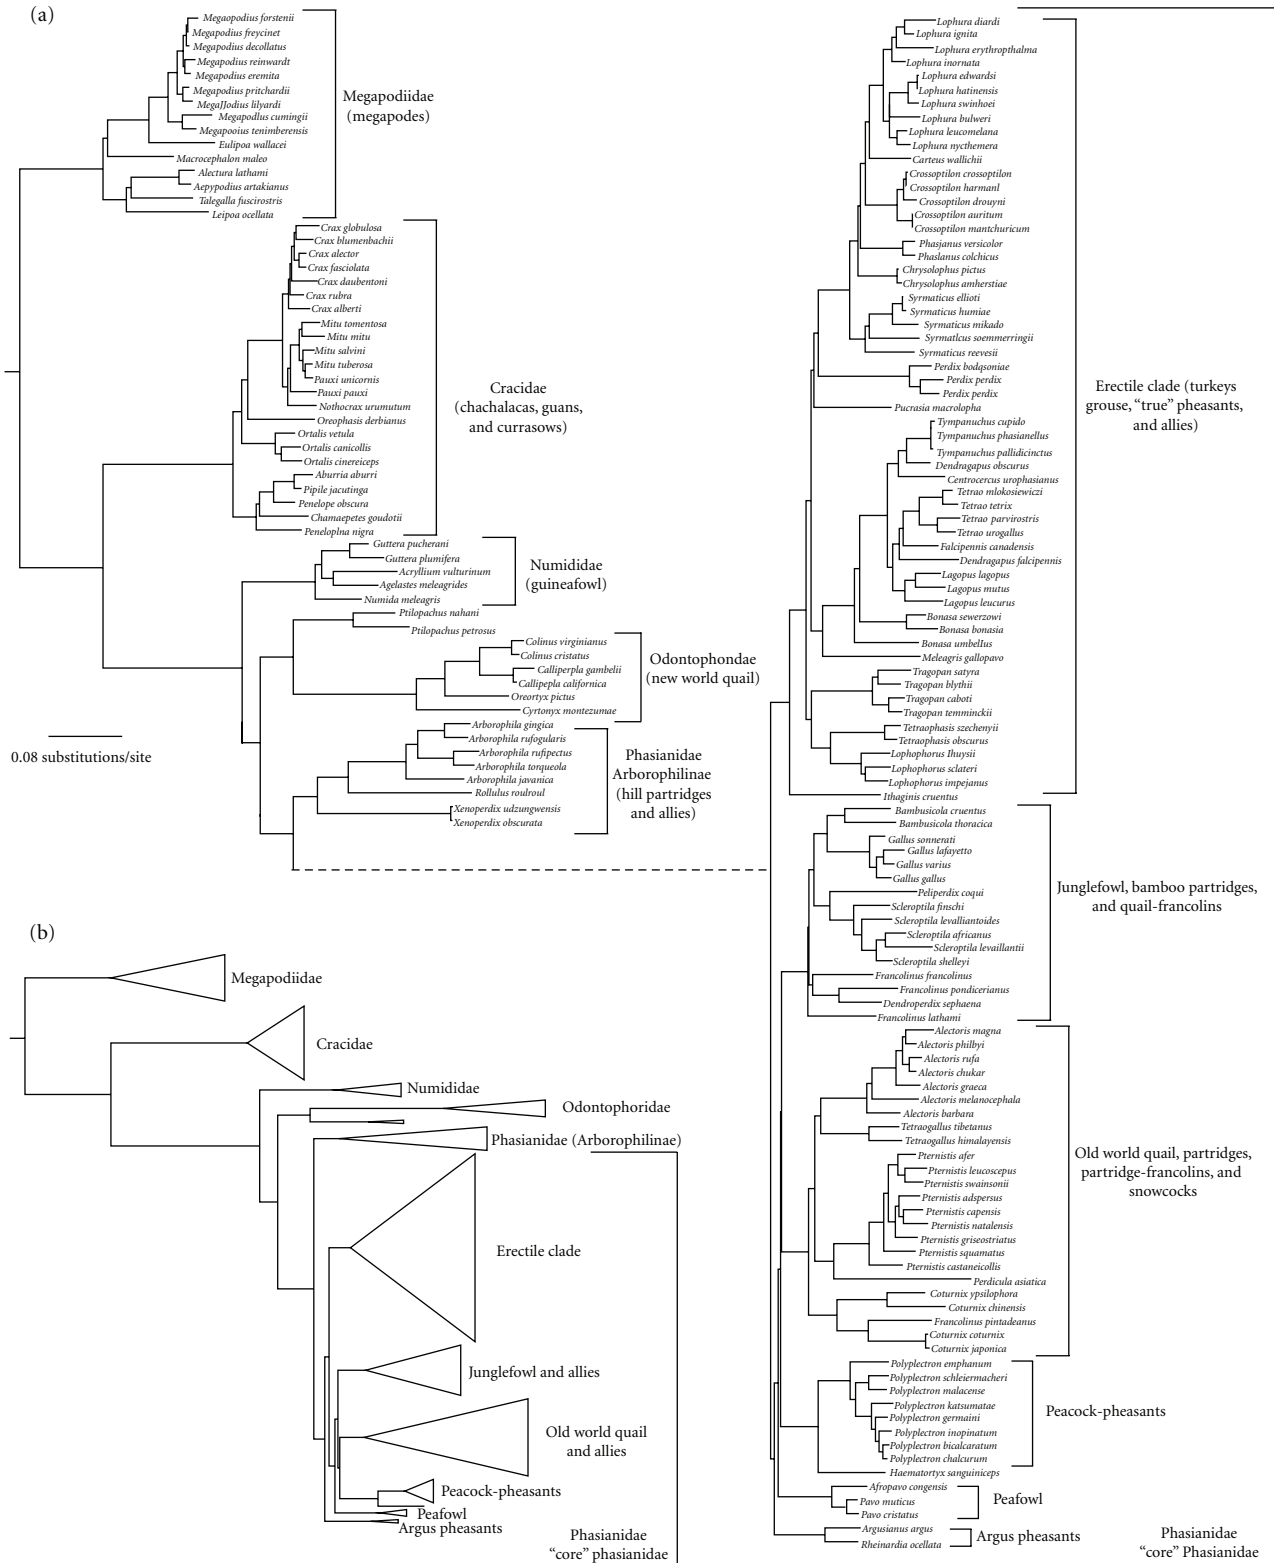 (a)
Megaopodius forstenii
Megapodius freycinet
Megapodius decollatus
Megapodius reinwardt
Megapodius eremita
Megapodius pritchardii
MegaJJodius lilyardi
Megapodlus cumingii
Megapooius tenimberensis
Eulipoa wallacei
Macrocephalon maleo
Alectura lathami
Aepypodius artakianus
Talegalla fuscirostris
Leipoa ocellata
Megapodiidae
(megapodes)
Crax globulosa
Crax blumenbachii
Crax alector
Crax fasciolata
Crax daubentoni
Crax rubra
Crax alberti
Mitu tomentosa
Mitu mitu
Mitu salvini
Mitu tuberosa
Pauxi unicornis
Pauxi pauxi
Nothocrax urumutum
Oreophasis derbianus
Ortalis vetula
Ortalis canicollis
Ortalis cinereiceps
Aburria aburri
Pipile jacutinga
Penelope obscura
Chamaepetes goudotii
Peneloplna nigra
Cracidae
(chachalacas, guans,
and currasows)
Guttera pucherani
Guttera plumifera
Acryllium vulturinum
Agelastes meleagrides
Numida meleagris
Numididae
(guineafowl)
Ptilopachus nahani
Ptilopachus petrosus
Colinus virginianus
Colinus cristatus
Calliperpla gambelii
Callipepla californica
Oreortyx pictus
Cyrtonyx montezumae
Odontophondae
(new world quail)
Arborophila gingica
Arborophila rufogularis
Arborophila rufipectus
Arborophila torqueola
Arborophila javanica
Rollulus roulroul
Xenoperdix udzungwensis
Xenoperdix obscurata
Phasianidae
Arborophilinae
(hill partridges
and allies)
0.08 substitutions/site
Lophura diardi
Lophura ignita
Lophura erythropthalma
Lophura inornata
Lophura edwardsi
Lophura hatinensis
Lophura swinhoei
Lophura bulweri
Lophura leucomelana
Lophura nycthemera
Carteus wallichii
Crossoptilon crossoptilon
Crossoptilon harmanl
Crossoptilon drouyni
Crossoptilon auritum
Crossoptilon mantchuricum
Phasjanus versicolor
Phaslanus colchicus
Chrysolophus pictus
Chrysolophus amherstiae
Syrmaticus ellioti
Syrmaticus humiae
Syrmaticus mikado
Syrmatlcus soemmerringii
Syrmaticus reevesii
Perdix bodqsoniae
Perdix perdix
Perdix perdix
Pucrasia macrolopha
Tympanuchus cupido
Tympanuchus phasianellus
Tympanuchus pallidicinctus
Dendragapus obscurus
Centrocercus urophasianus
Tetrao mlokosiewiczi
Tetrao tetrix
Tetrao parvirostris
Tetrao urogallus
Falcipennis canadensis
Dendragapus falcipennis
Lagopus lagopus
Lagopus mutus
Lagopus leucurus
Bonasa sewerzowi
Bonasa bonasia
Bonasa umbelIus
Meleagris gallopavo
Tragopan satyra
Tragopan blythii
Tragopan caboti
Tragopan temminckii
Tetraophasis szechenyii
Tetraophasis obscurus
Lophophorus Ihuysii
Lophophorus sclateri
Lophophorus impejanus
Ithaginis cruentus
Erectile clade (turkeys
grouse, “true” pheasants,
and allies)
Bambusicola cruentus
Bambusicola thoracica
Gallus sonnerati
Gallus lafayetto
Gallus varius
Gallus gallus
Peliperdix coqui
Scleroptila finschi
Scleroptila levalliantoides
Scleroptila africanus
Scleroptila levaillantii
Scleroptila shelleyi
Francolinus francolinus
Francolinus pondicerianus
Dendroperdix sephaena
Francolinus lathami
Junglefowl, bamboo partridges,
and quail-francolins
Alectoris magna
Alectoris philbyi
Alectoris rufa
Alectoris chukar
Alectoris graeca
Alectoris melanocephala
Alectoris barbara
Tetraogallus tibetanus
Tetraogallus himalayensis
Pternistis afer
Pternistis leucoscepus
Pternistis swainsonii
Pternistis adspersus
Pternistis capensis
Pternistis natalensis
Pternistis griseostriatus
Pternistis squamatus
Pternistis castaneicollis
Perdicula asiatica
Coturnix ypsilophora
Coturnix chinensis
Francolinus pintadeanus
Coturnix coturnix
Coturnix japonica
Old world quail, partridges,
partridge-francolins, and
snowcocks
Polyplectron emphanum
Polyplectron schleiermacheri
Polyplectron malacense
Polyplectron katsumatae
Polyplectron germaini
Polyplectron inopinatum
Polyplectron bicalcaratum
Polyplectron chalcurum
Haematortyx sanguiniceps
Peacock-pheasants
Afropavo congensis
Pavo muticus
Pavo cristatus
Peafowl
Argusianus argus
Rheinardia ocellata
Argus pheasants
Phasianidae
“core” Phasianidae
(b)
Megapodiidae
Cracidae
Numididae
Odontophoridae
Phasianidae (Arborophilinae)
Erectile clade
Junglefowl and allies
Old world quail
and allies
Peacock-pheasants
Peafowl
Argus pheasants
Phasianidae
“core” phasianidae